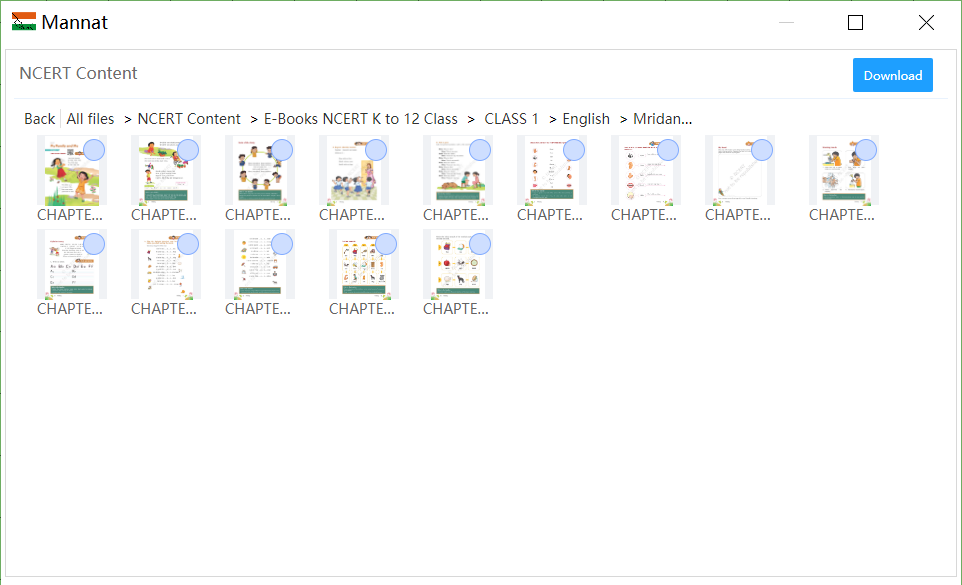 Mannat
NCERT Content
Download
Back All files > NCERT Content > E-Books NCERT K to 12 Class > CLASS 1 > English > Mridan...
CHAPTE... CHAPTE... CHAPTE... CHAPTE... CHAPTE... CHAPTE... CHAPTE... CHAPTE... CHAPTE...
CHAPTE... CHAPTE... CHAPTE... CHAPTE... CHAPTE...